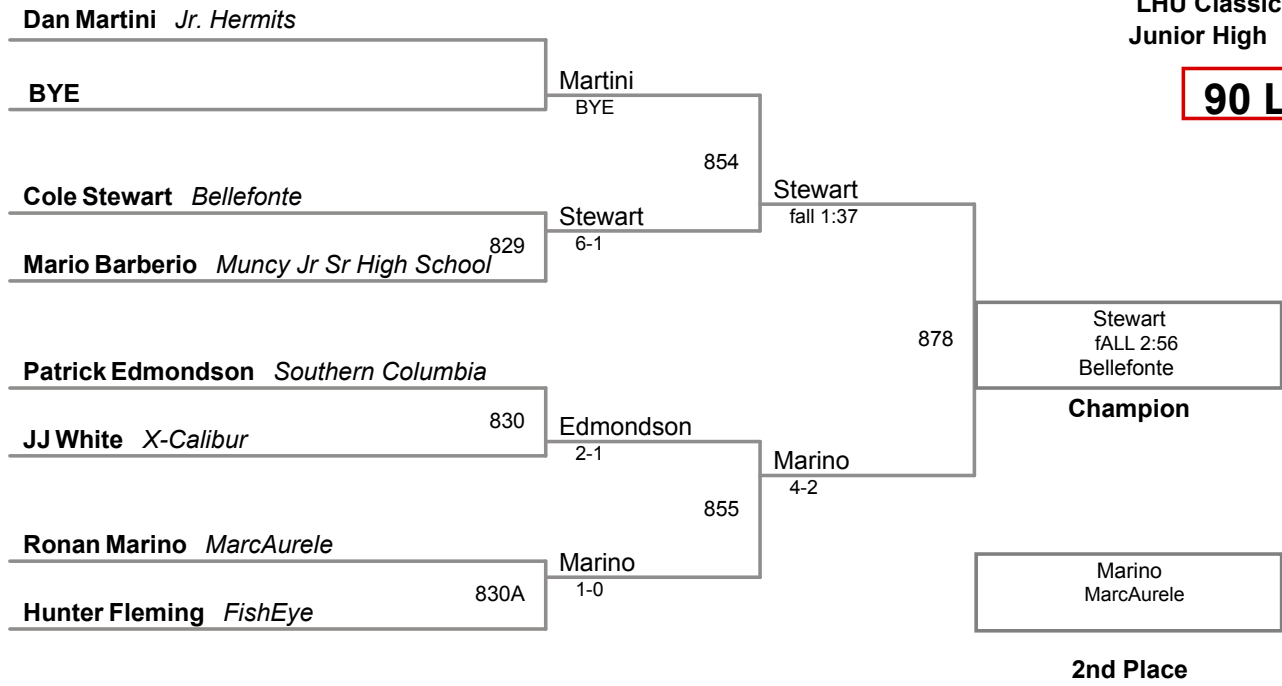 LHU Classic
Junior High
90 L
Dan Martini Jr. Hermits
BYE
Martini
BYE
854
Cole Stewart Bellefonte
Stewart
6-1
829
Mario Barberio Muncy Jr Sr High School
Stewart
fall 1:37
878
Stewart
fALL 2:56
Bellefonte
Champion
Patrick Edmondson Southern Columbia
830
JJ White X-Calibur
Edmondson
2-1
Marino
4-2
855
Ronan Marino MarcAurele
830A
Hunter Fleming FishEye
Marino
1-0
Marino
MarcAurele
2nd Place